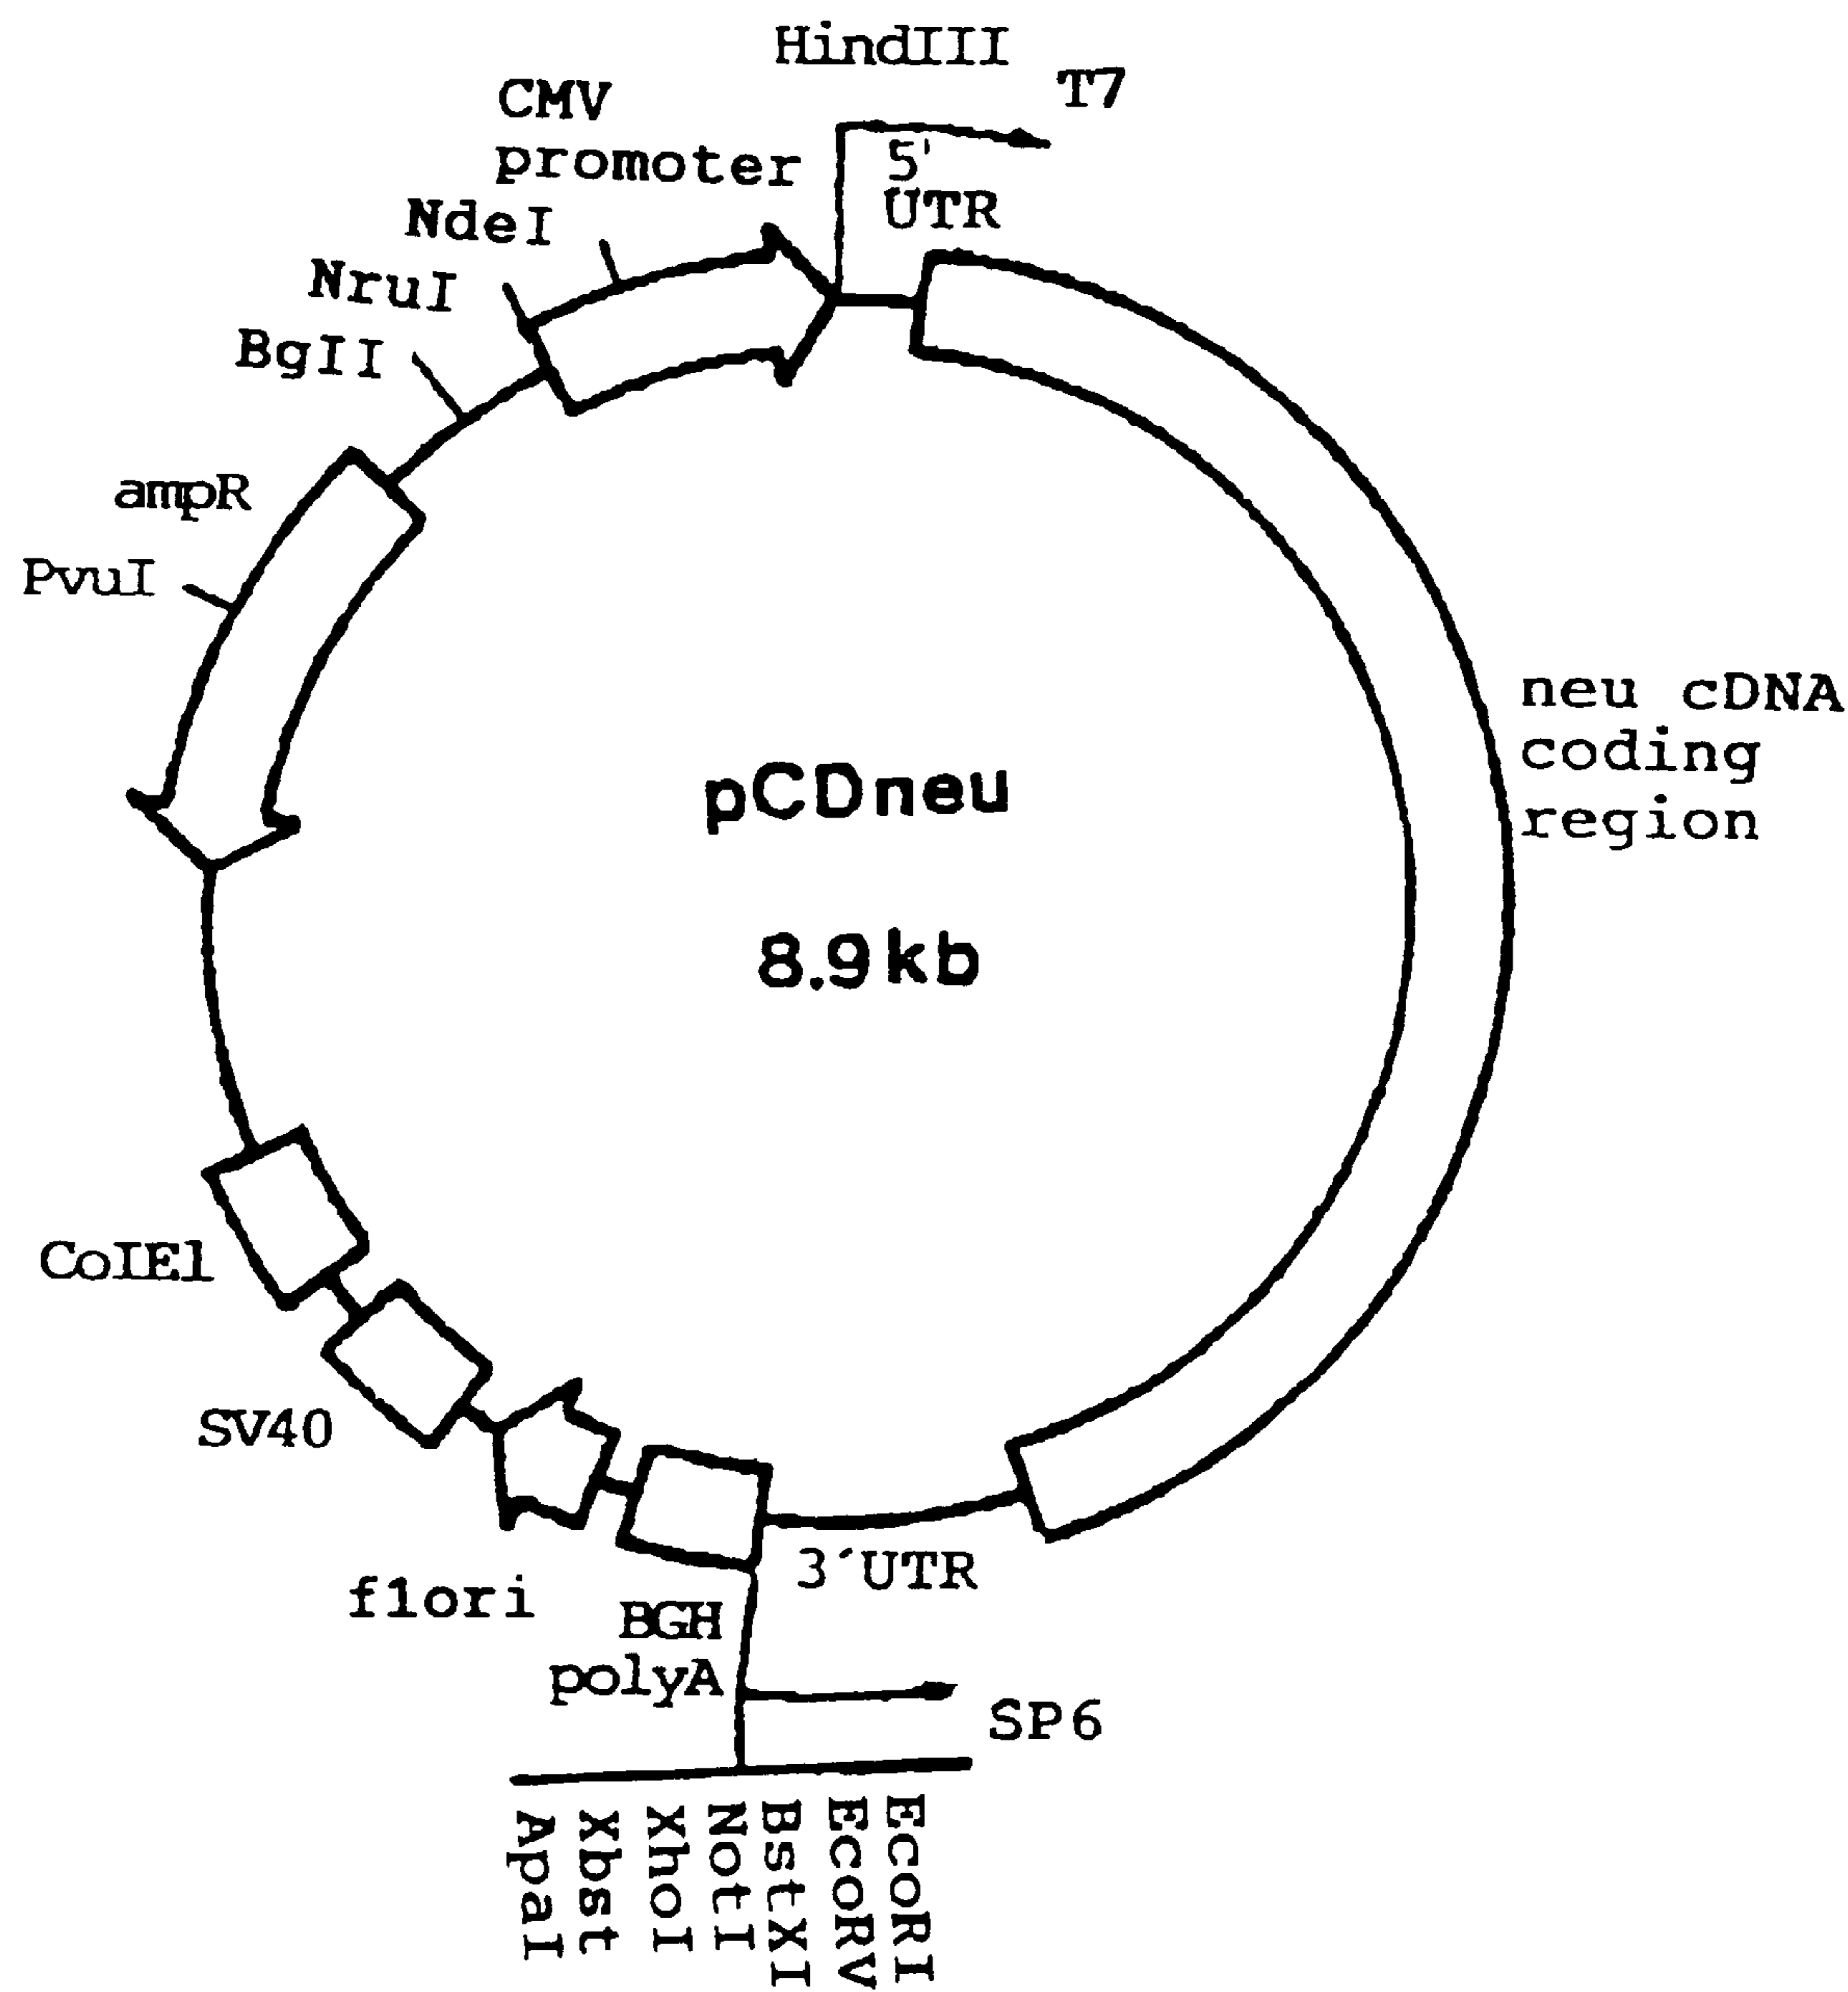 HindIII
T7
CMV
promoter
5'
UTR
NdeI
NruI
BglII
ampR
PvuI
neu cDNA
coding
region
pCDneu
8.9kb
ColE1
SV40
f1ori
3´UTR
BGH
polyA
SP6
ApaI
Xbst
XhoI
NotI
BstXI
ECORV
ECORI